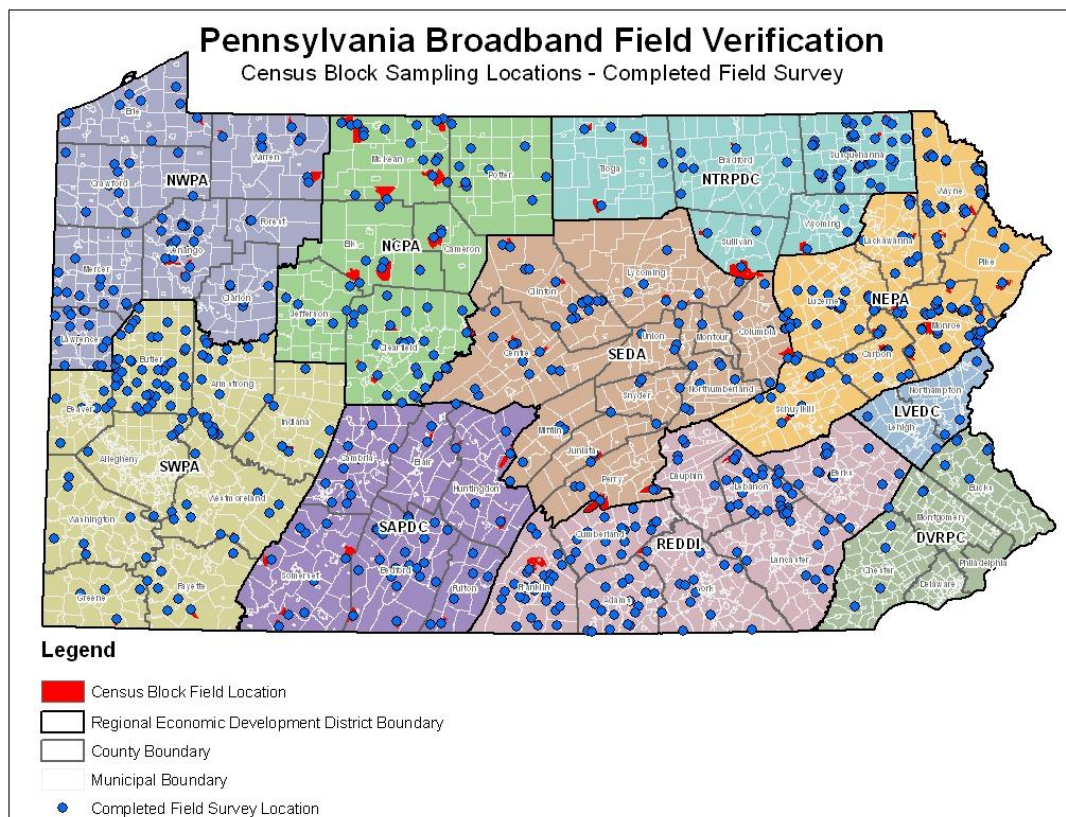 Pennsylvania Broadband Field Verification
Census Block Sampling Locations - Completed Field Survey
Erie
Warren
McKean
Potter
Tioga
Bradford
Susquehanna
Wayne
Crawford
NWPA
NTRPDC
Forest
Elk
NCPA
Cameron
Sullivan
Wyoming
Lackawanna
Pike
Venango
Mercer
Clarion
Jefferson
Clinton
Lycoming
Luzerne
NEPA
Monroe
Lawrence
Clearfield
Centre
SEDA
Union
Montour
Columbia
Carbon
Butler
Armstrong
Snyder
Northumberland
Schuylkill
Northampton
LVEDC
Lehigh
Beaver
Indiana
Mifflin
Juniata
Allegheny
SWPA
Cambria
Blair
Huntingdon
Perry
Dauphin
Lebanon
Berks
Bucks
Westmoreland
Washington
SAPDC
Cumberland
REDDI
Lancaster
Montgomery
DVRPC
Chester
Philadelphia
Delaware
Somerset
Bedford
Fulton
Franklin
Adams
York
Greene
Fayette
Legend
Census Block Field Location
Regional Economic Development District Boundary
County Boundary
Municipal Boundary
Completed Field Survey Location